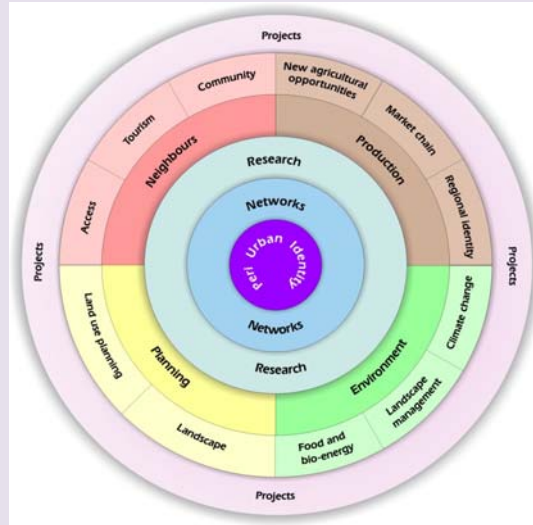 Projects
Community
New agricultural
opportunities
Tourism
Market chain
Neighbours
Production
Research
Access
Regional identity
Networks
Projects
Peri Urban Identity
Projects
Networks
Climate change
Land use planning
Planning
Research
Environment
Landscape
management
Landscape
Food and
bio-energy
Projects